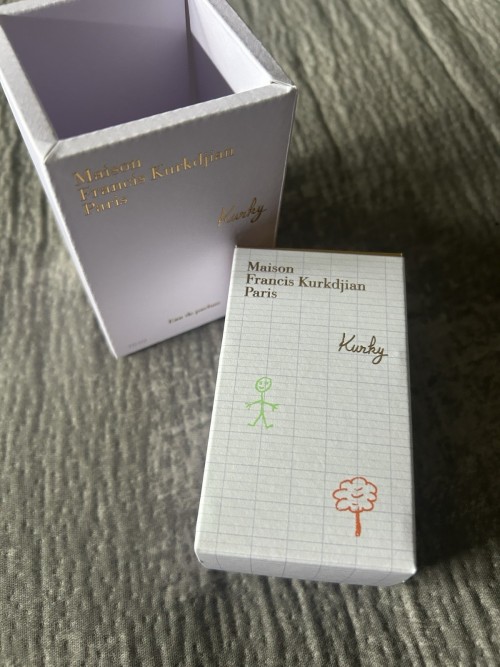 Maison
Francis Kurkdjian
Paris
Kurky
Eau de parfum
Maison
Francis Kurkdjian
Paris
Kurky